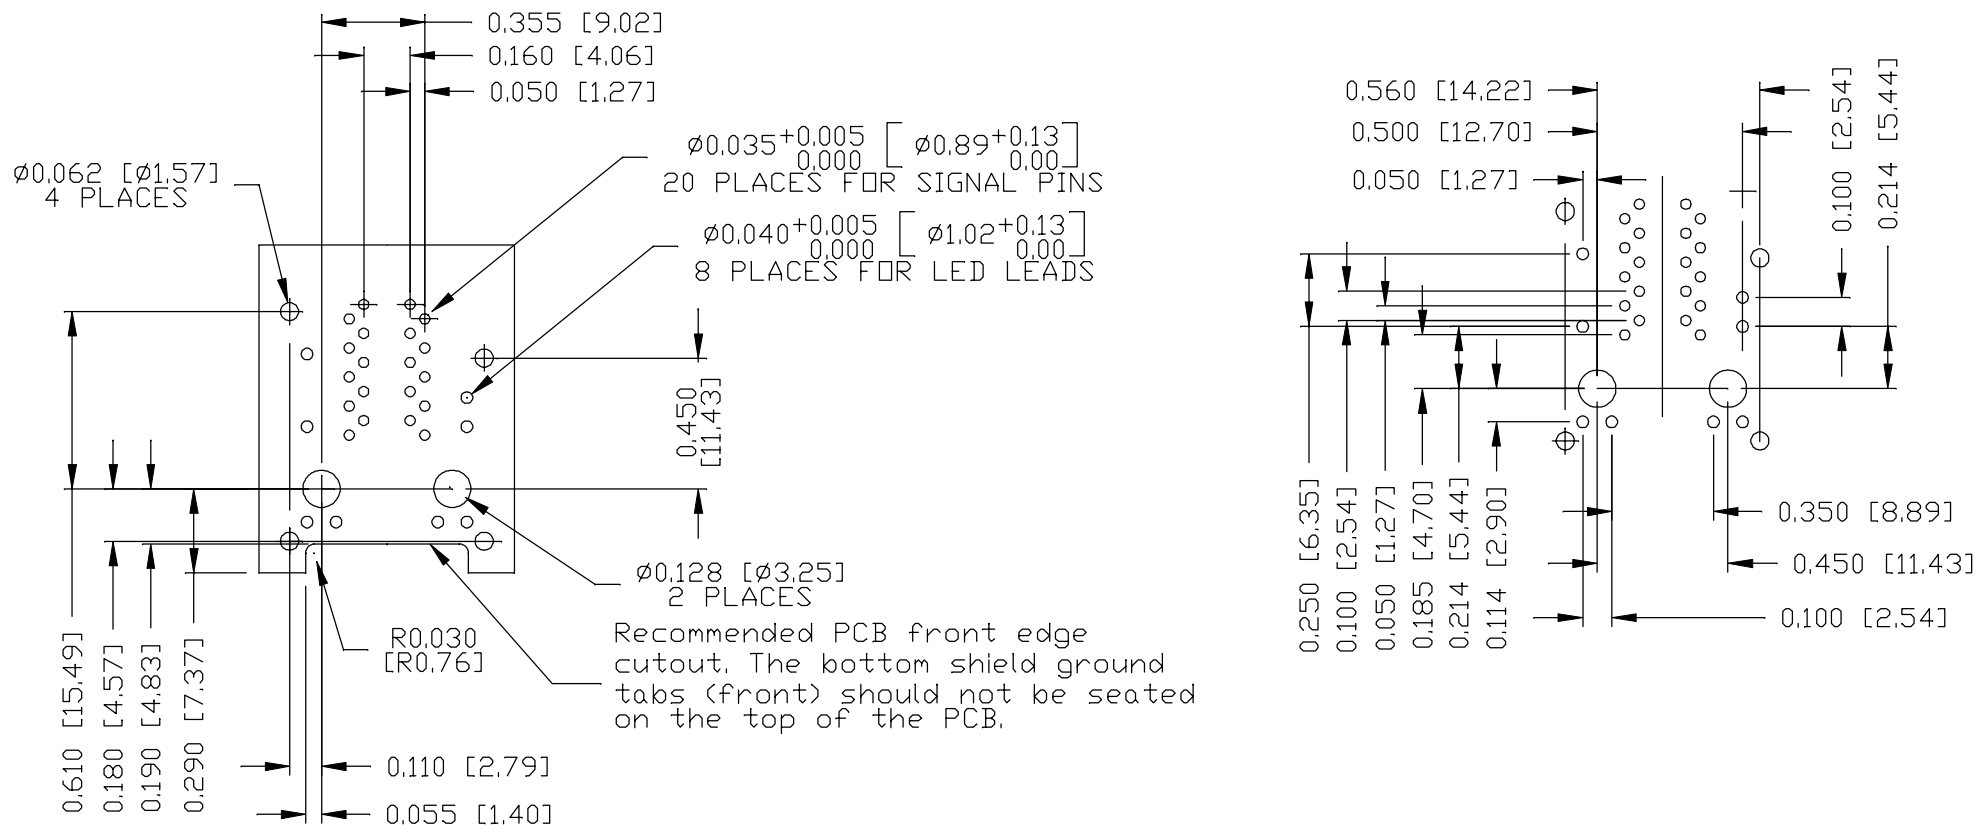 0.355 [9.02]
0.160 [4.06]
0.050 [1.27]
Ø0.062 [Ø1.57]
4 PLACES
Ø0.035+0.005 0.000 [ Ø0.89+0.13 0.00 ]
20 PLACES FOR SIGNAL PINS
Ø0.040+0.005 0.000 [ Ø1.02+0.13 0.00 ]
8 PLACES FOR LED LEADS
0.450
[11.43]
Ø0.128 [Ø3.25]
2 PLACES
R0.030
[R0.76]
Recommended PCB front edge
cutout. The bottom shield ground
tabs (front) should not be seated
on the top of the PCB.
0.610 [15.49]
0.180 [4.57]
0.190 [4.83]
0.290 [7.37]
0.110 [2.79]
0.055 [1.40]
0.560 [14.22]
0.500 [12.70]
0.050 [1.27]
0.100 [2.54]
0.214 [5.44]
0.250 [6.35]
0.100 [2.54]
0.050 [1.27]
0.185 [4.70]
0.214 [5.44]
0.114 [2.90]
0.350 [8.89]
0.450 [11.43]
0.100 [2.54]